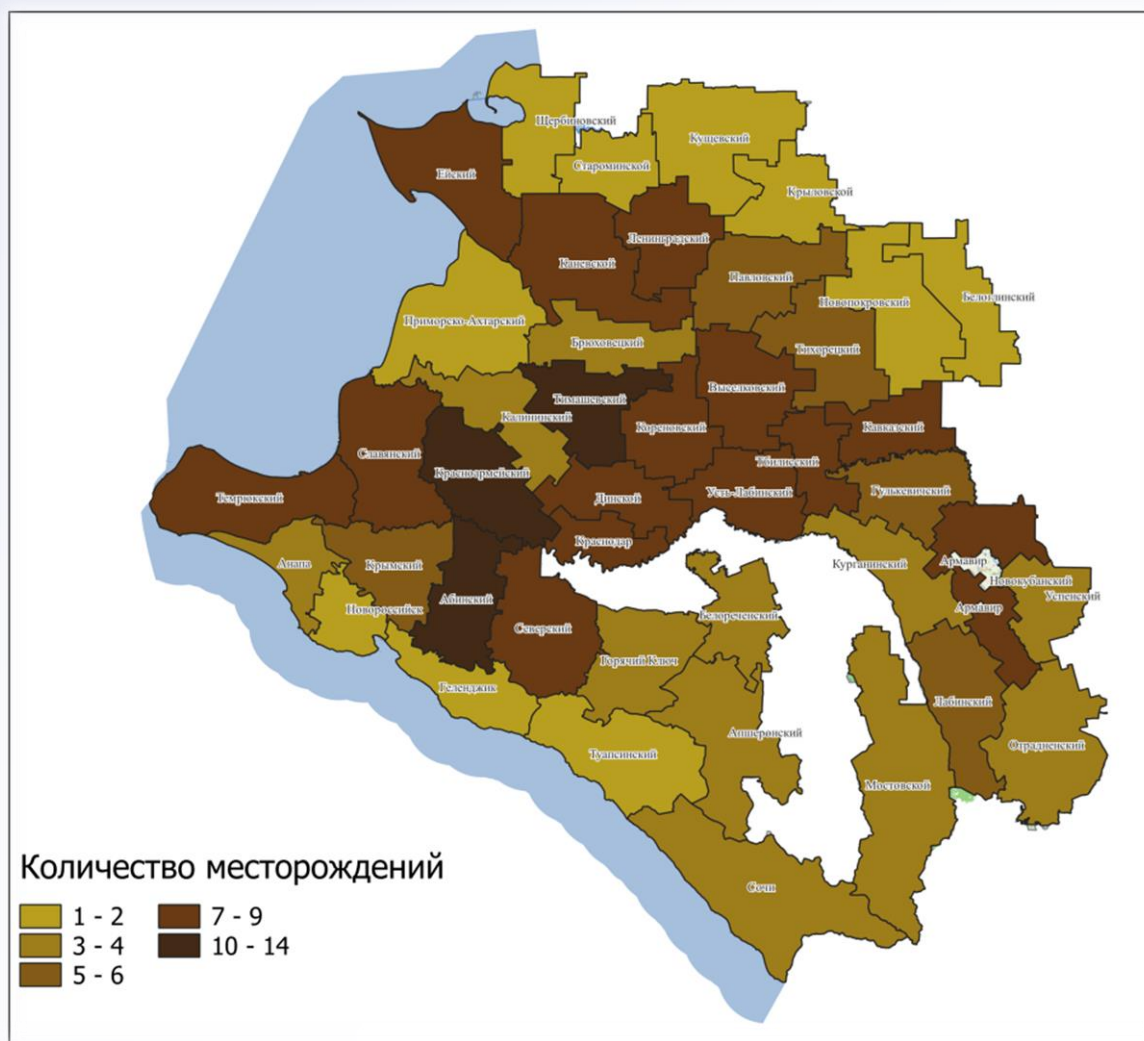 Щербиновский
Кущевский
Староминской
Ейский
Крыловской
Ленинградский
Каневской
Павловский
Новопокровский
Белоглинский
Приморско-Ахтарский
Брюховецкий
Тихорецкий
Выселковский
Тимашевский
Калининский
Кореновский
Кавказский
Славянский
Красноармейский
Тбилисский
Темрюкский
Динской
Усть-Лабинский
Гулькевичский
Краснодар
Анапа
Крымский
Курганинский
Армавир
Новокубанский
Успенский
Абинский
Новороссийск
Армавир
Белореченский
Северский
Горячий Ключ
Геленджик
Лабинский
Туапсинский
Апшеронский
Отрадненский
Мостовской
Сочи
Количество месторождений
1 - 2
7 - 9
3 - 4
10 - 14
5 - 6